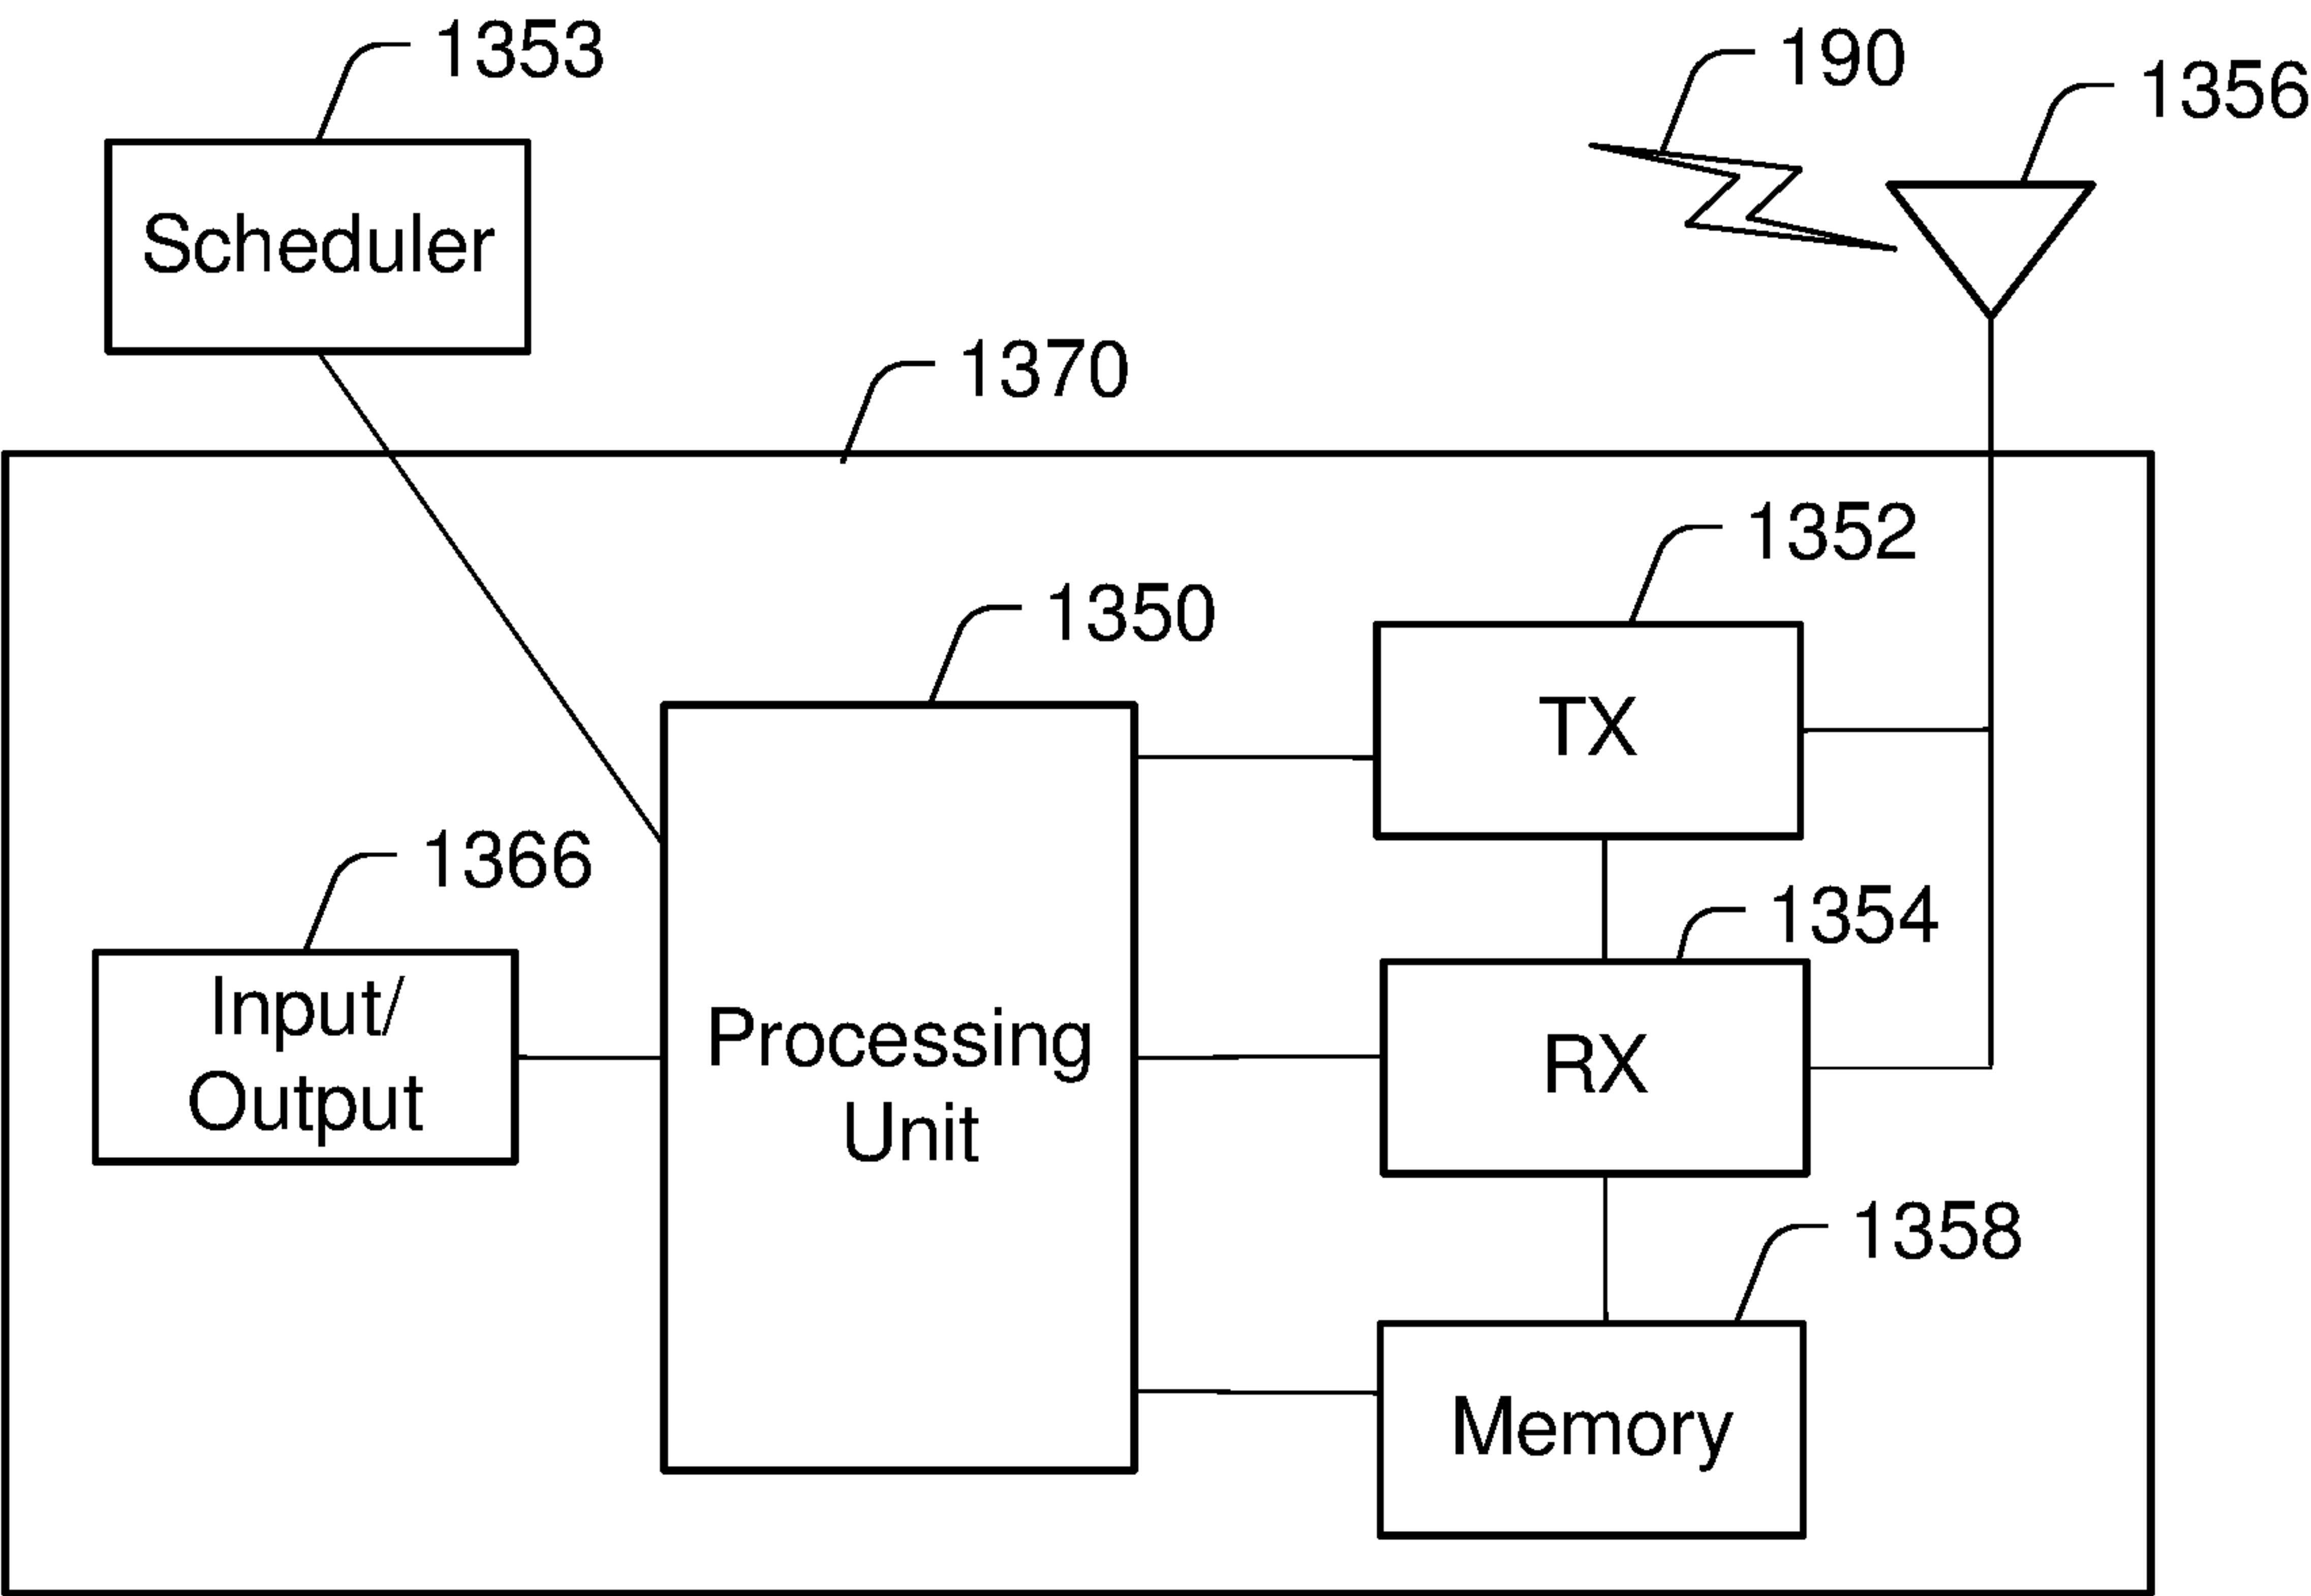 1353
190
1356
Scheduler
1370
1352
1350
TX
1366
1354
Input/
Output
Processing
Unit
RX
1358
Memory